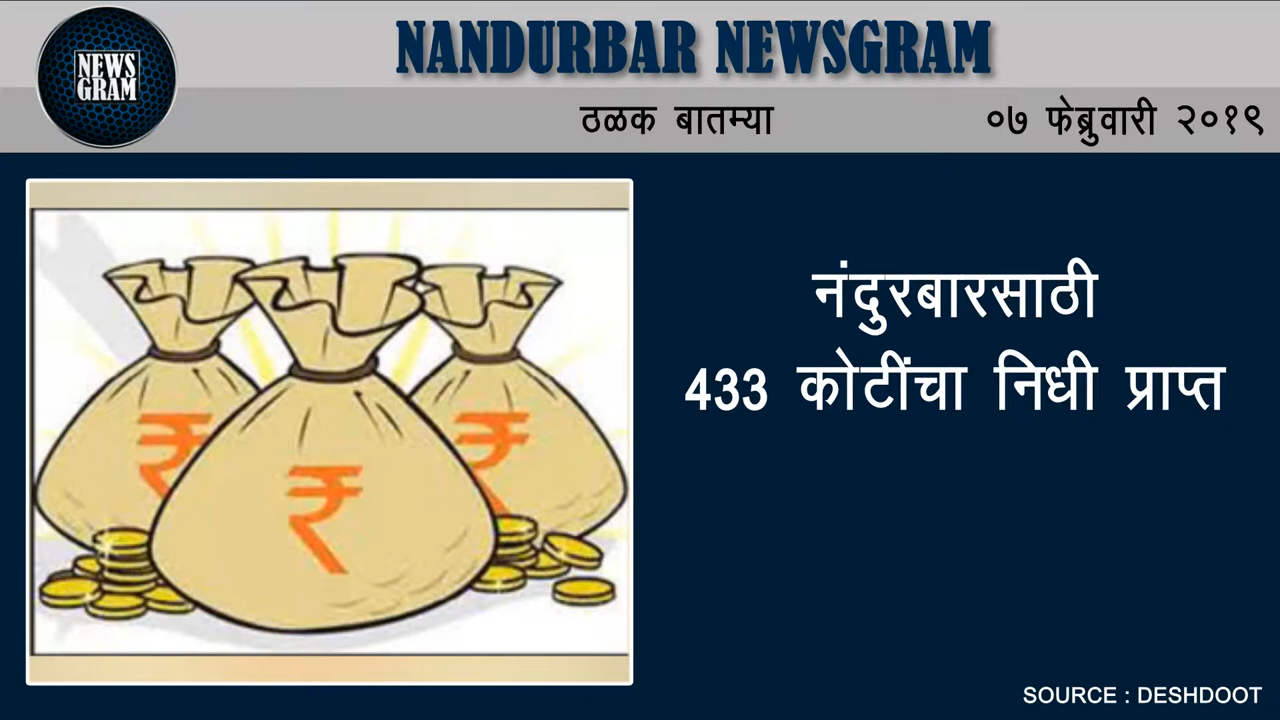 NEWS
GRAM
NANDURBAR NEWSGRAM
ठळक बातम्या
०७ फेब्रुवारी २०१९
₹ ₹ ₹
नंदुरबारसाठी
433 कोटींचा निधी प्राप्त
SOURCE : DESHDOOT